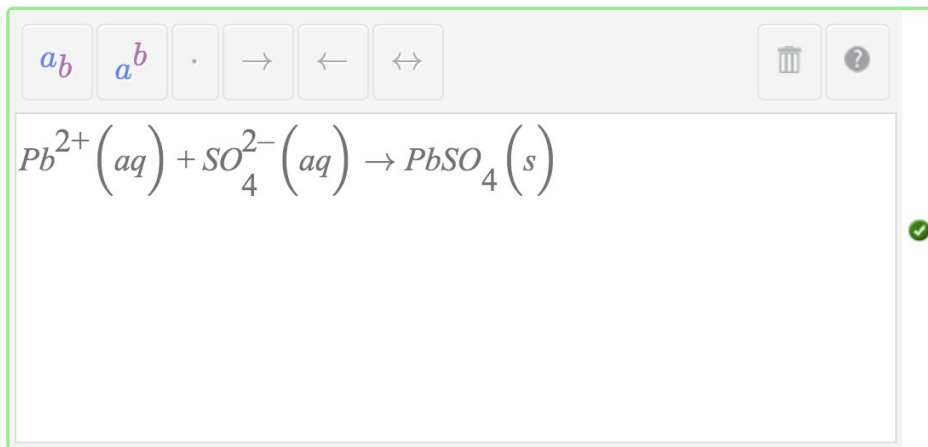 a_b a^b · → ← ↔ ?
Pb^{2+}(aq) + SO_4^{2-}(aq) → PbSO_4(s)